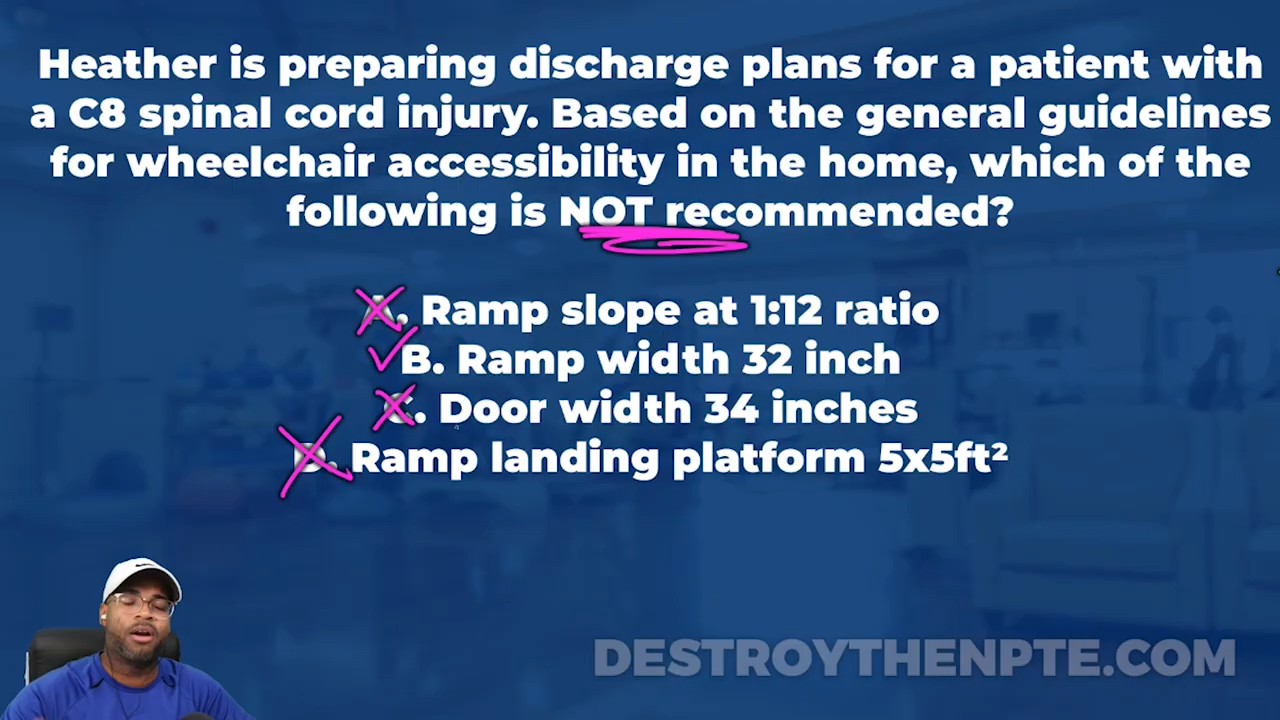 Heather is preparing discharge plans for a patient with
a C8 spinal cord injury. Based on the general guidelines
for wheelchair accessibility in the home, which of the
following is NOT recommended?
A. Ramp slope at 1:12 ratio
B. Ramp width 32 inch
C. Door width 34 inches
D. Ramp landing platform 5x5ft²
DESTROYTHENPTE.COM